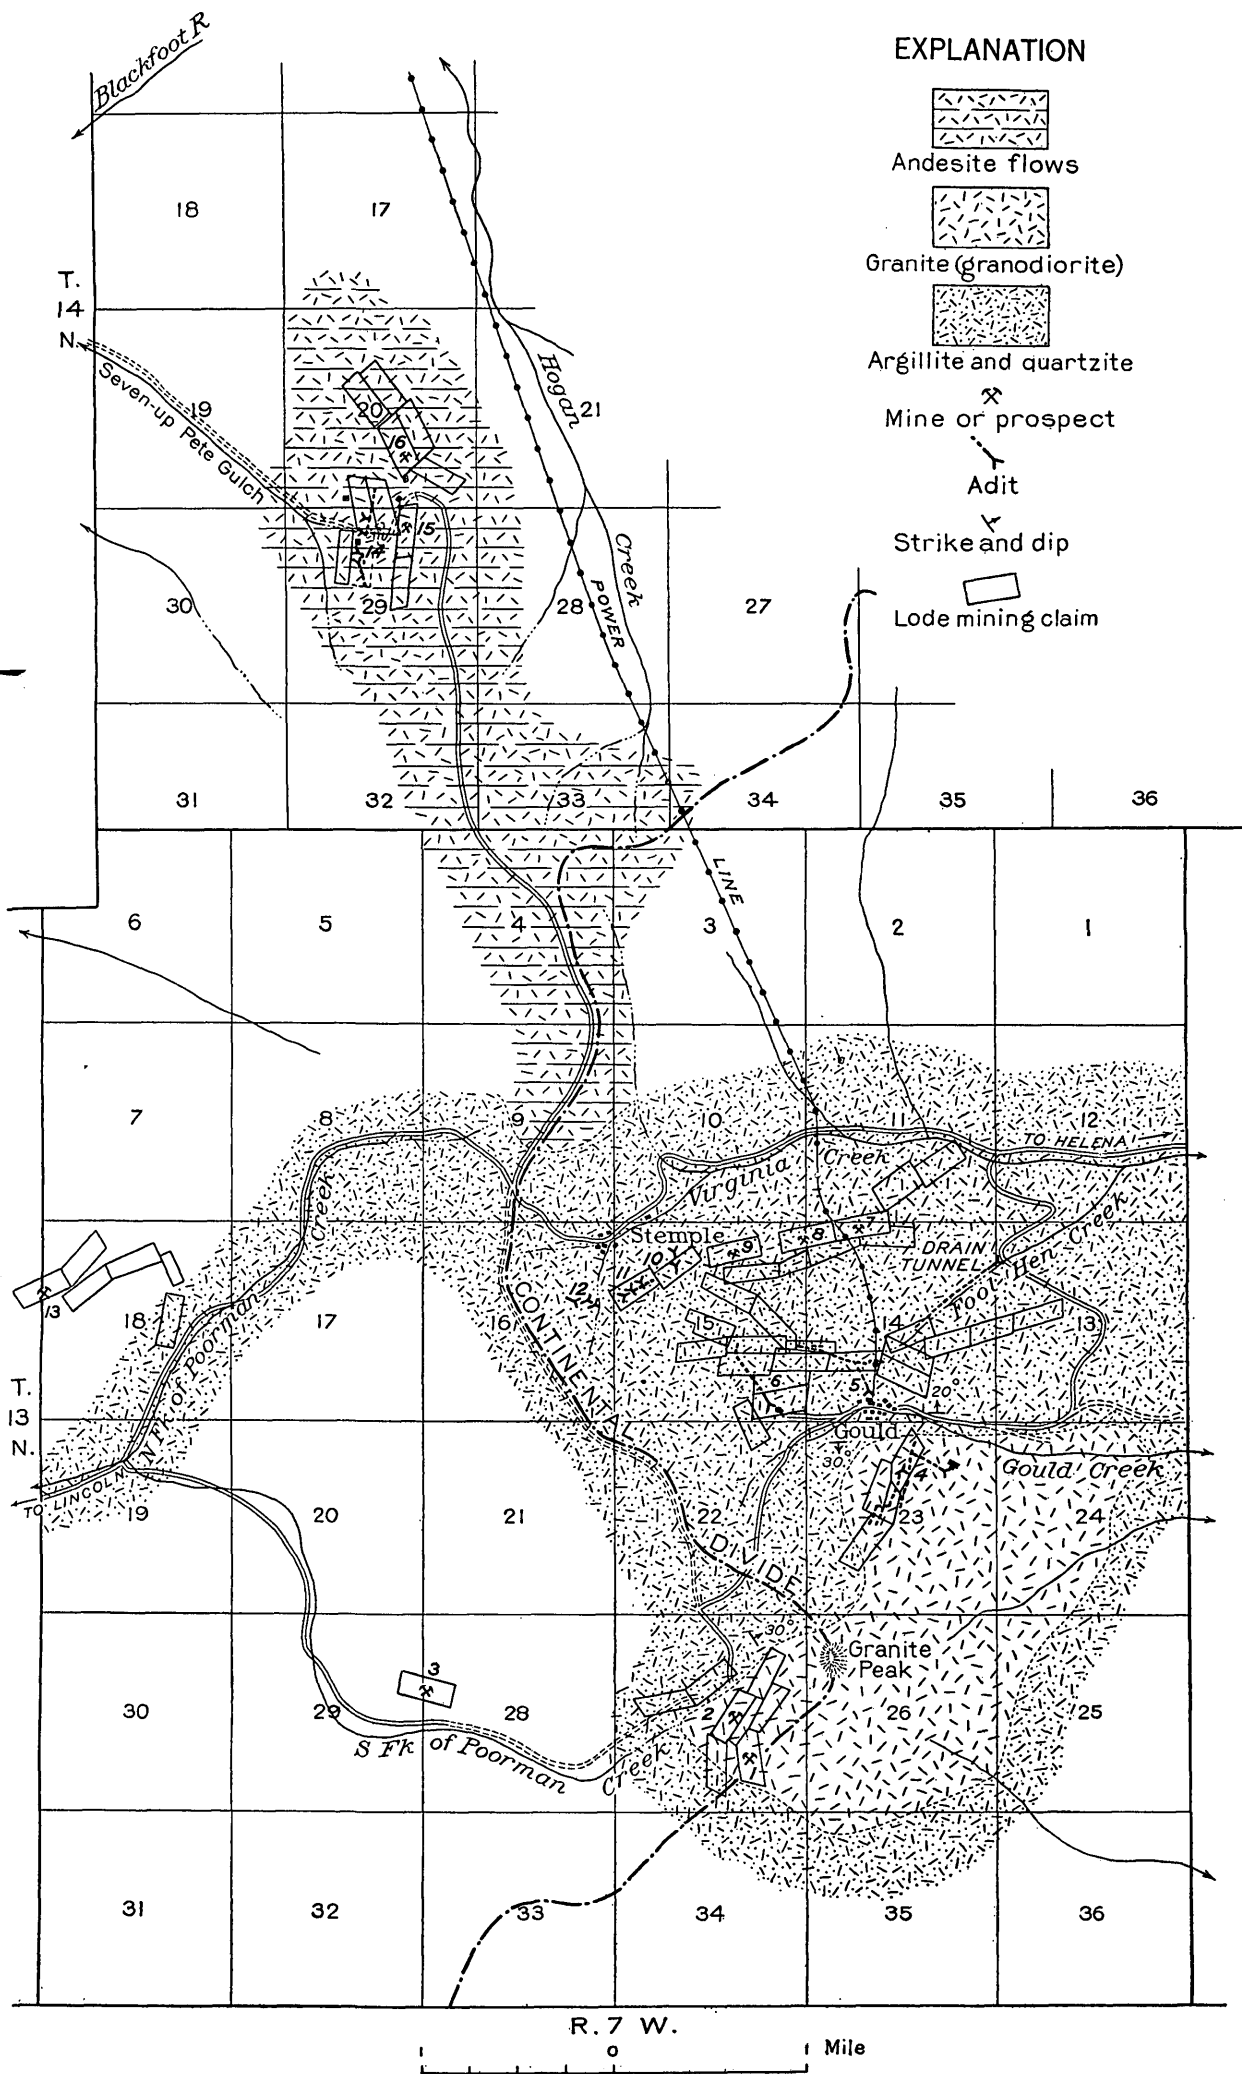 Blackfoot R
EXPLANATION
Andesite flows
Granite (granodiorite)
Argillite and quartzite
Mine or prospect
Adit
Strike and dip
Lode mining claim
18
17
T.
14
N.
Seven-up Pete Gulch
19
20
21
Hogan
Creek
16
15
14
30
29
28
27
POWER
LINE
31
32
33
34
35
36
6
5
4
3
2
1
7
8
9
10
11
12
TO HELENA
Virginia
Creek
Creek
N Fk of Poorman
Stemple
DRAIN
TUNNEL
Fool Hen Creek
7
8
9
10
11
12
13
18
17
16
15
14
13
CONTINENTAL
DIVIDE
T.
13
N.
6
5
20°
Gould
30°
4
Gould Creek
TO LINCOLN
19
20
21
22
23
24
30°
Granite
Peak
3
2
1
30
29
28
26
25
S Fk of Poorman
Creek
31
32
33
34
35
36
R. 7 W.
1
0
1 Mile